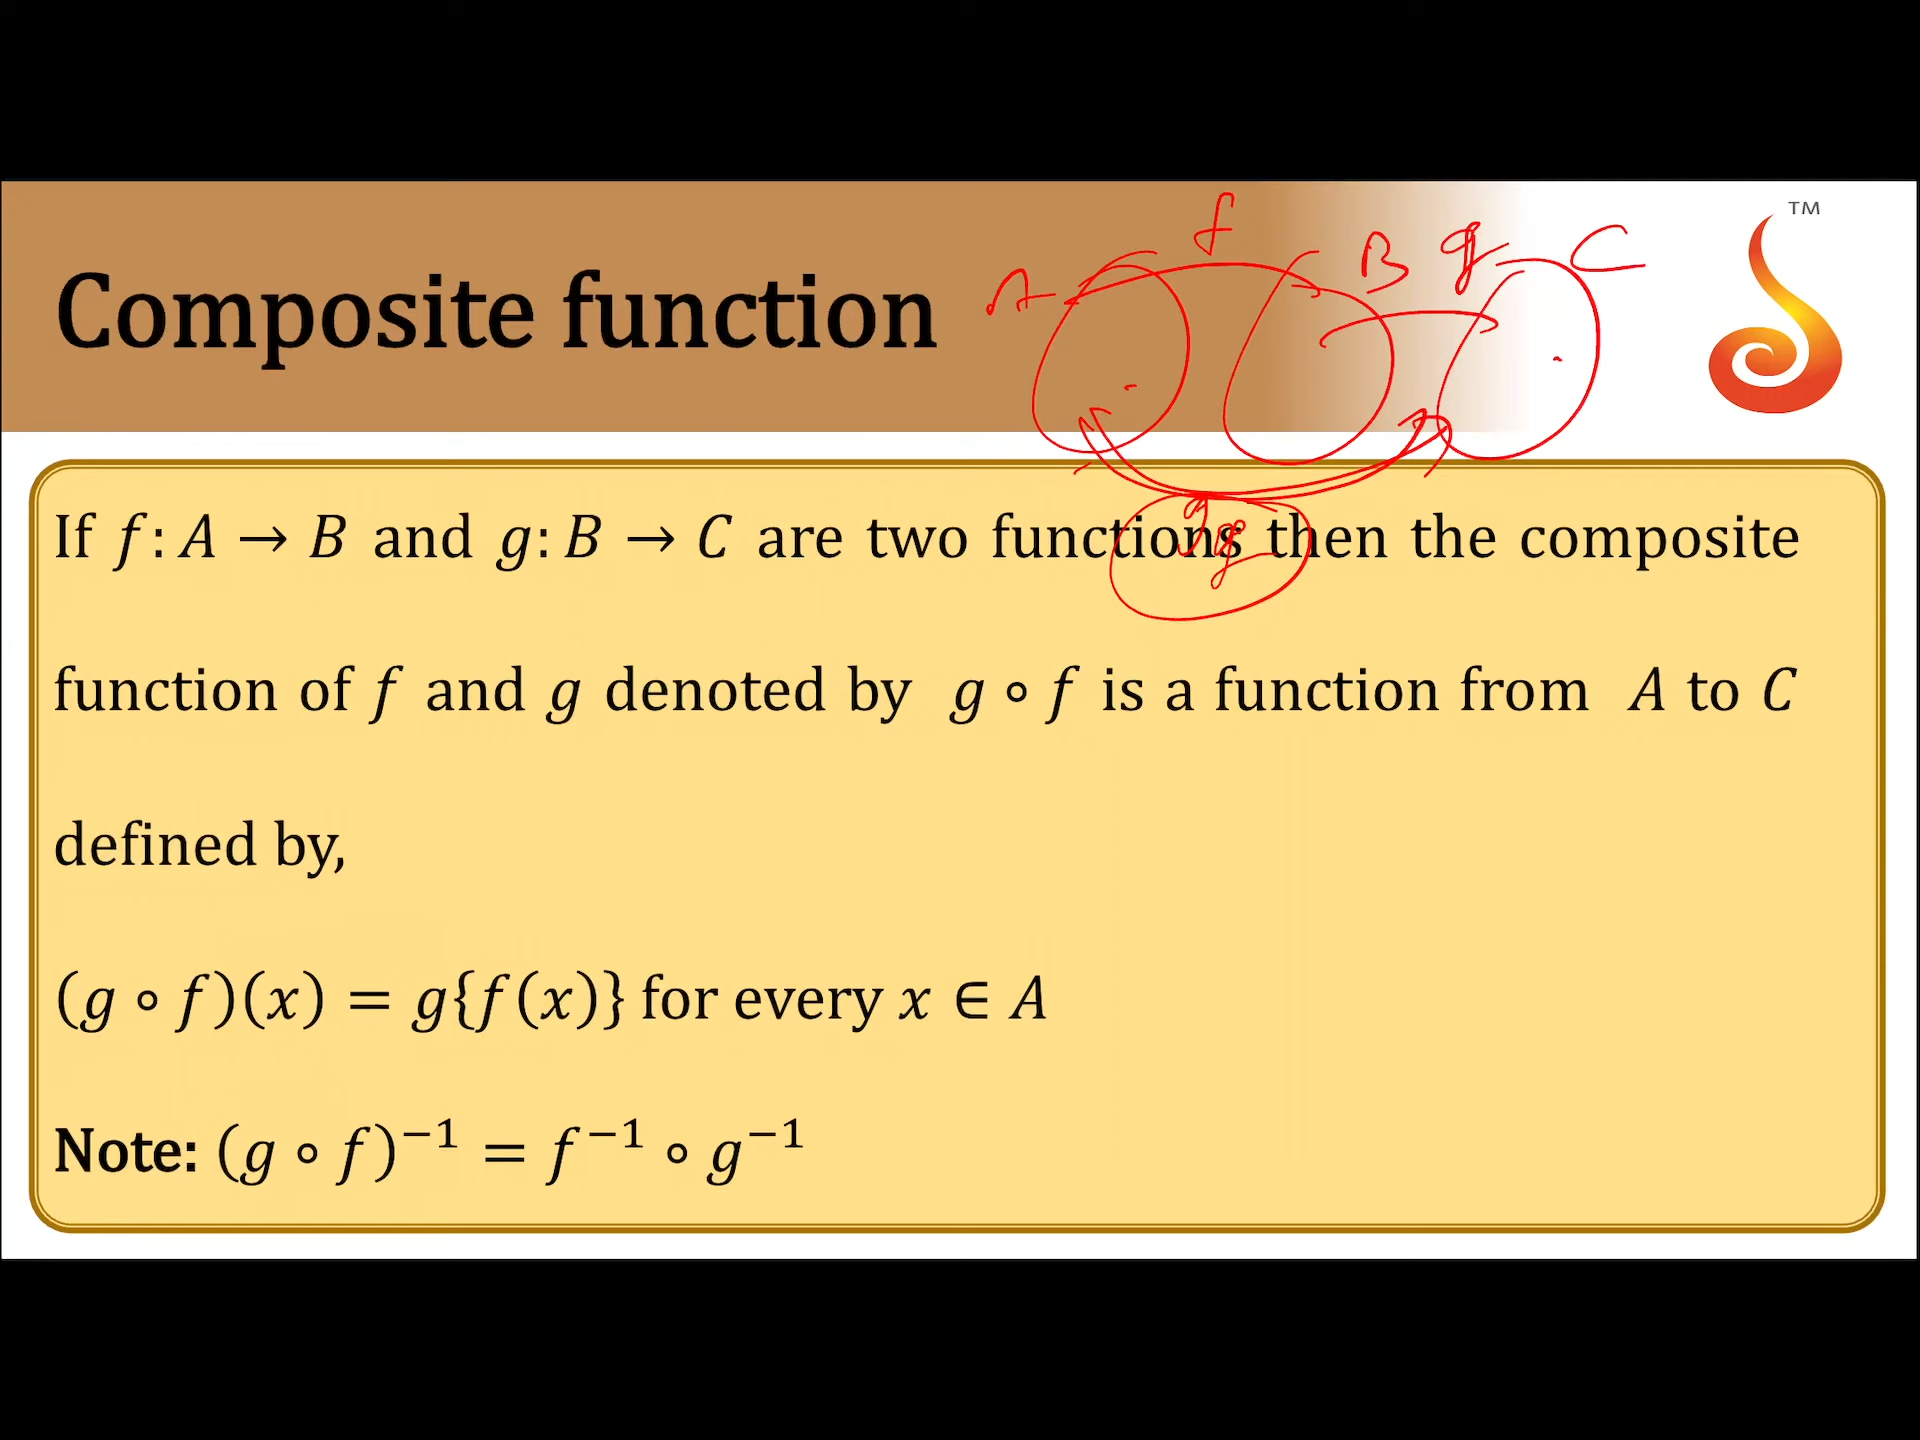 TM
f
A
B
g
C
Composite function
If f: A → B and g: B → C are two functions then the composite
function of f and g denoted by g ∘ f is a function from A to C
defined by,
(g ∘ f)(x) = g{f(x)} for every x ∈ A
Note: (g ∘ f)⁻¹ = f⁻¹ ∘ g⁻¹